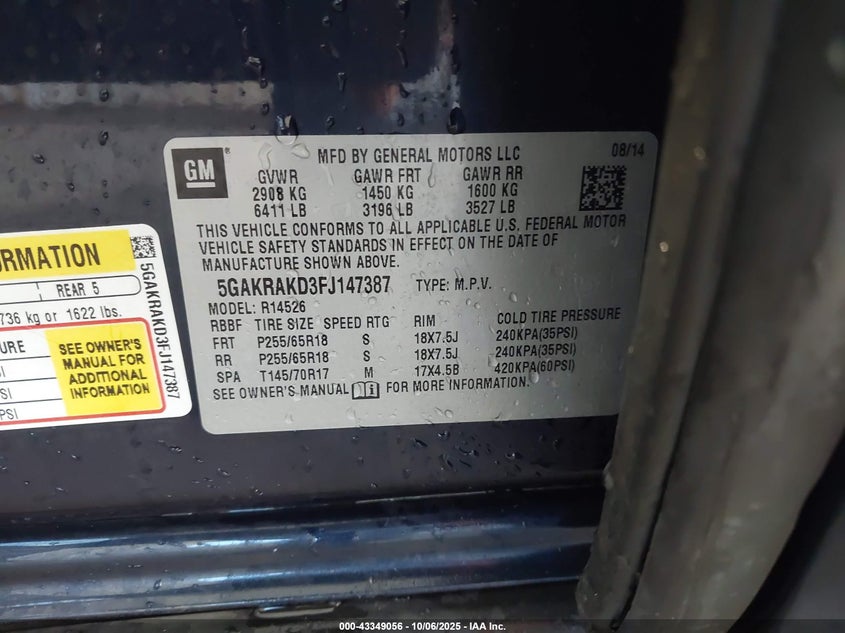 GM®
MFD BY GENERAL MOTORS LLC
08/14
GVWR GAWR FRT GAWR RR
2908 KG 1450 KG 1600 KG
6411 LB 3196 LB 3527 LB
THIS VEHICLE CONFORMS TO ALL APPLICABLE U.S. FEDERAL MOTOR
VEHICLE SAFETY STANDARDS IN EFFECT ON THE DATE OF
MANUFACTURE SHOWN ABOVE.
5GAKRAKD3FJ147387 TYPE: M.P.V.
MODEL: R14526
RBBF TIRE SIZE SPEED RTG RIM COLD TIRE PRESSURE
FRT P255/65R18 S 18X7.5J 240KPA(35PSI)
RR P255/65R18 S 18X7.5J 240KPA(35PSI)
SPA T145/70R17 M 17X4.5B 420KPA(60PSI)
SEE OWNER'S MANUAL FOR MORE INFORMATION.
REAR 5
736 kg or 1622 lbs.
SEE OWNER'S
MANUAL FOR
ADDITIONAL
INFORMATION
PSI
5GAKRAKD3FJ147387
000-43349056 - 10/06/2025 - IAA Inc.